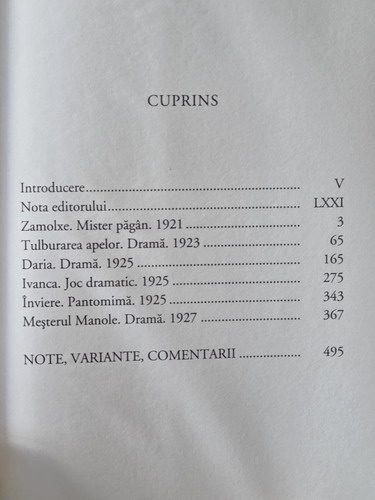 CUPRINS
Introducere........................................................ V
Nota editorului.................................................. LXXI
Zamolxe. Mister păgân. 1921 ............................ 3
Tulburarea apelor. Dramă. 1923 ....................... 65
Daria. Dramă. 1925 ......................................... 165
Ivanca. Joc dramatic. 1925 ............................... 275
Înviere. Pantomimă. 1925 ................................ 343
Meşterul Manole. Dramă. 1927 ........................ 367
NOTE, VARIANTE, COMENTARII ................ 495